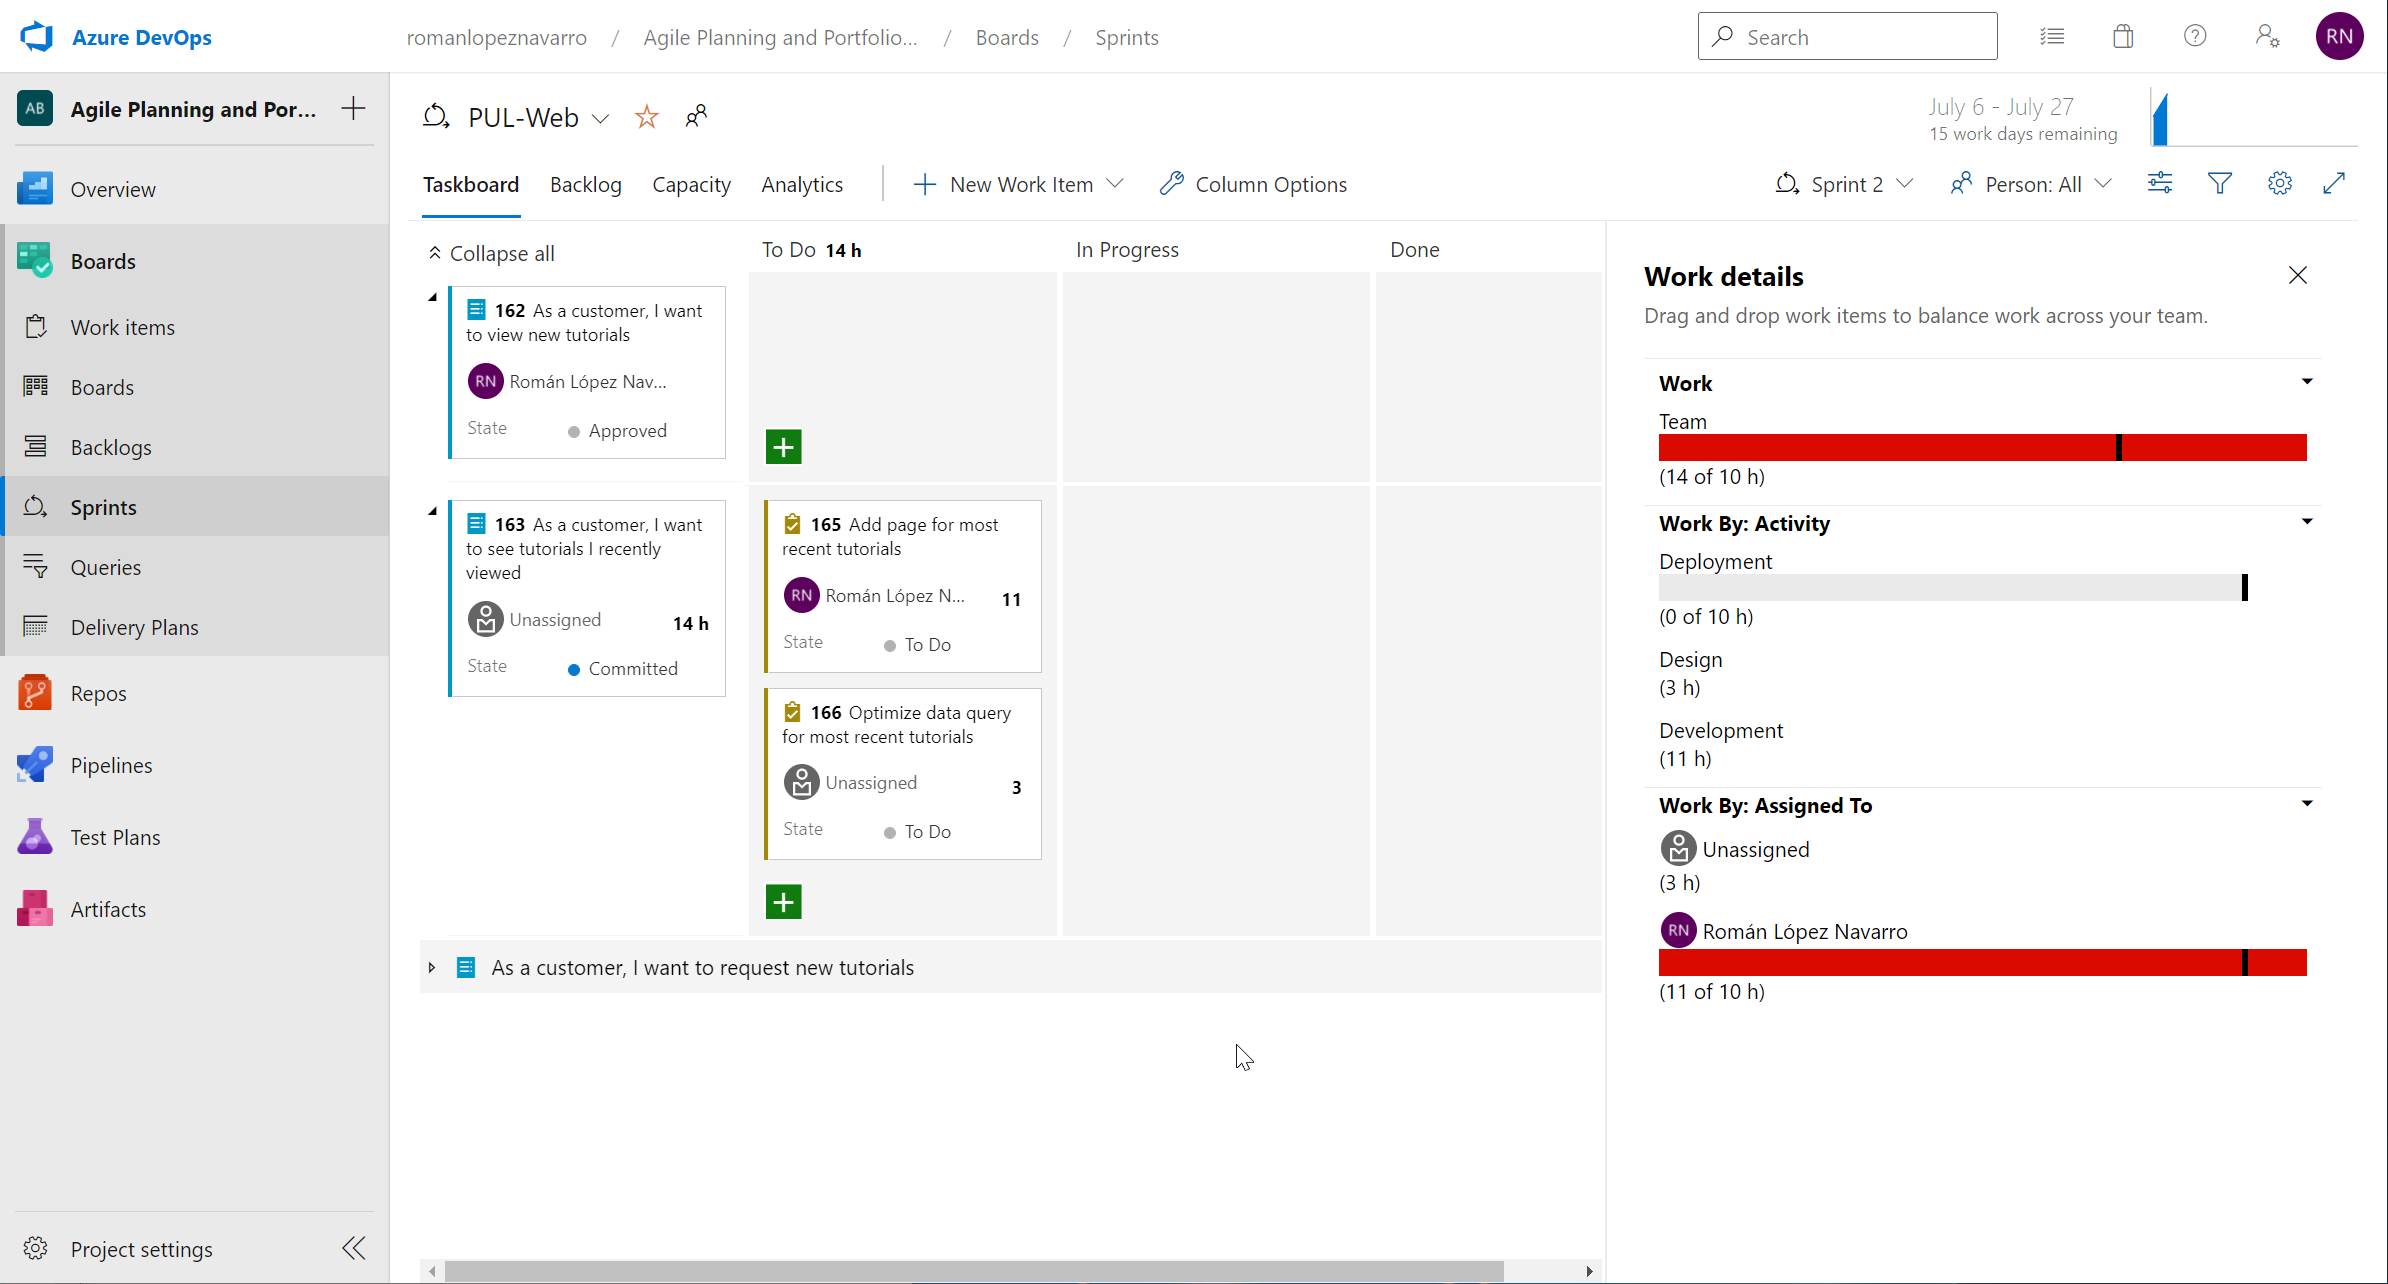 Azure DevOps
romanlopeznavarro / Agile Planning and Portfolio... / Boards / Sprints
Search
RN
AB
Agile Planning and Por...
Overview
Boards
Work items
Boards
Backlogs
Sprints
Queries
Delivery Plans
Repos
Pipelines
Test Plans
Artifacts
Project settings
PUL-Web
July 6 - July 27
15 work days remaining
Taskboard
Backlog
Capacity
Analytics
New Work Item
Column Options
Sprint 2
Person: All
Collapse all
To Do 14 h
In Progress
Done
162 As a customer, I want
to view new tutorials
RN Román López Nav...
State
Approved
163 As a customer, I want
to see tutorials I recently
viewed
Unassigned
14 h
State
Committed
165 Add page for most
recent tutorials
RN Román López N...
11
State
To Do
166 Optimize data query
for most recent tutorials
Unassigned
3
State
To Do
As a customer, I want to request new tutorials
Work details
Drag and drop work items to balance work across your team.
Work
Team
(14 of 10 h)
Work By: Activity
Deployment
(0 of 10 h)
Design
(3 h)
Development
(11 h)
Work By: Assigned To
Unassigned
(3 h)
RN Román López Navarro
(11 of 10 h)